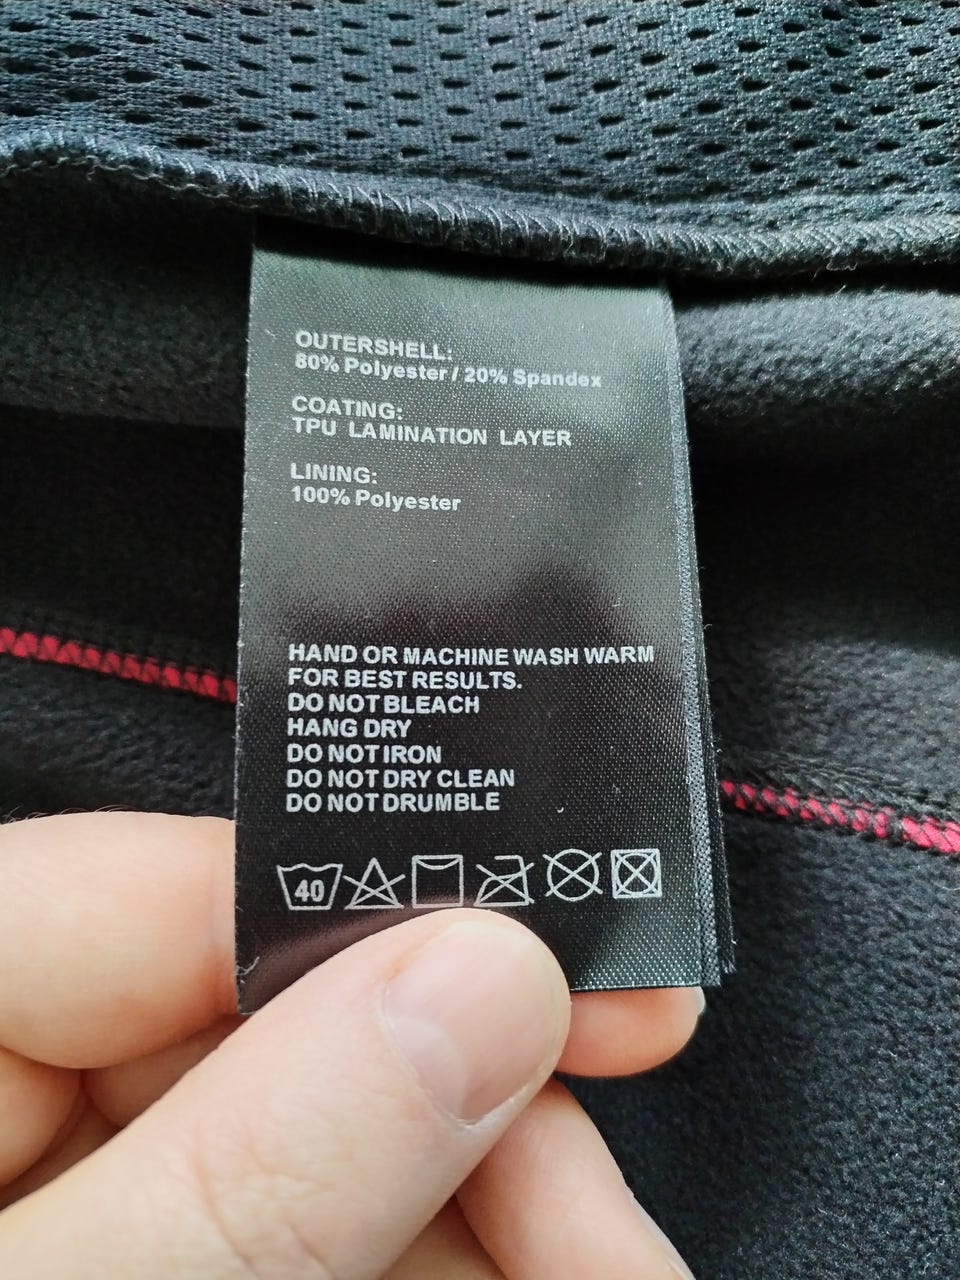 OUTERSHELL:
80% Polyester / 20% Spandex
COATING:
TPU LAMINATION LAYER
LINING:
100% Polyester
HAND OR MACHINE WASH WARM
FOR BEST RESULTS.
DO NOT BLEACH
HANG DRY
DO NOT IRON
DO NOT DRY CLEAN
DO NOT DRUMBLE
40